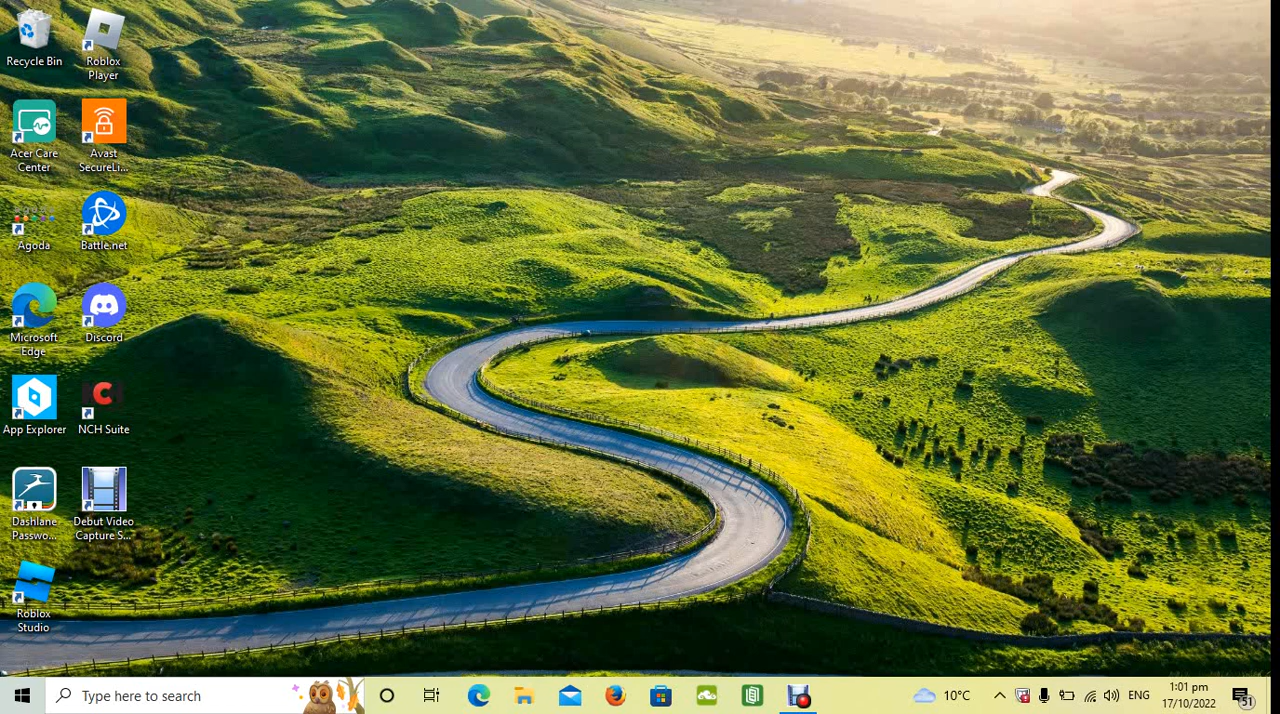 Recycle Bin
Roblox
Player
Acer Care
Center
Avast
SecureLi...
Agoda
Battle.net
Microsoft
Edge
Discord
App Explorer
NCH Suite
Dashlane
Passwo...
Debut Video
Capture S...
Roblox
Studio
Type here to search
10°C
ENG
1:01 pm
17/10/2022
51